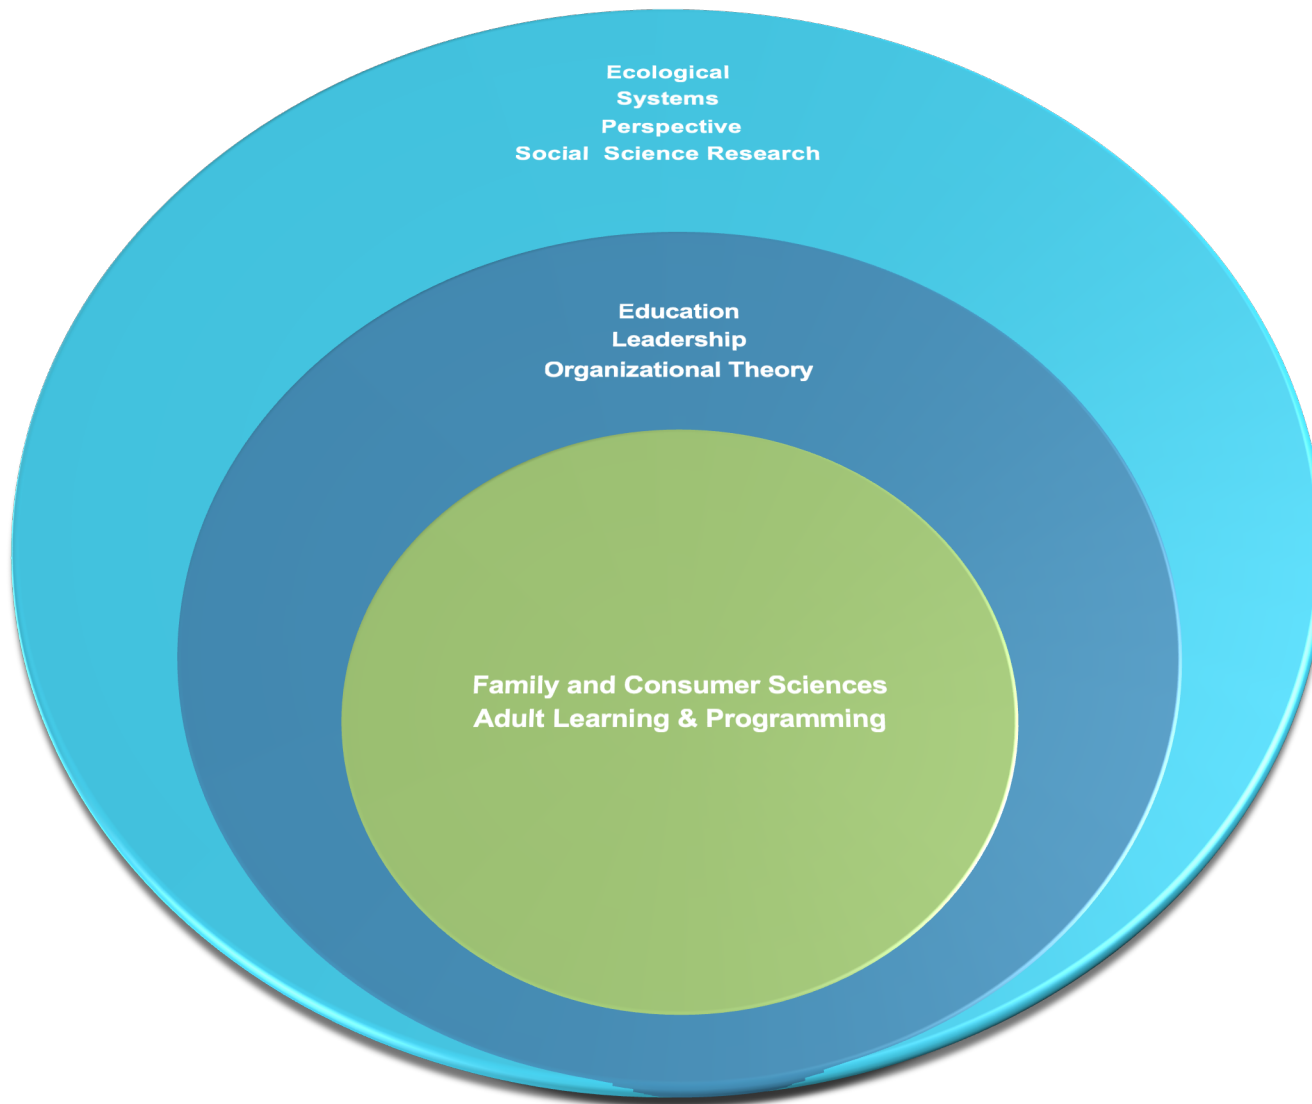 Ecological
Systems
Perspective
Social  Science Research
Education
Leadership
Organizational Theory
Family and Consumer Sciences
Adult Learning & Programming